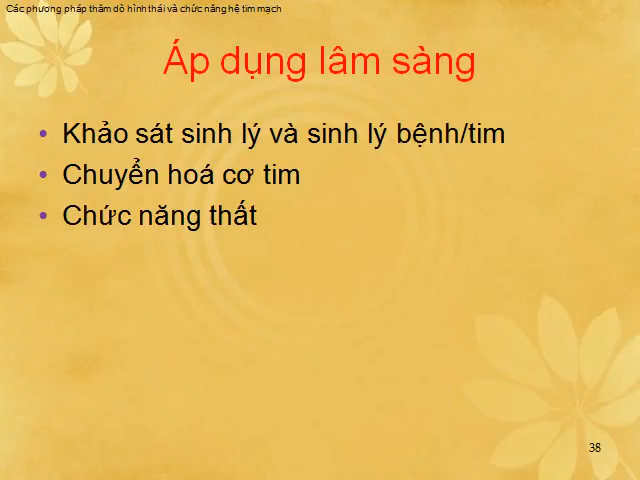 Các phương pháp thăm dò hình thái và chức năng hệ tim mạch
Áp dụng lâm sàng
• Khảo sát sinh lý và sinh lý bệnh/tim
• Chuyển hoá cơ tim
• Chức năng thất
38